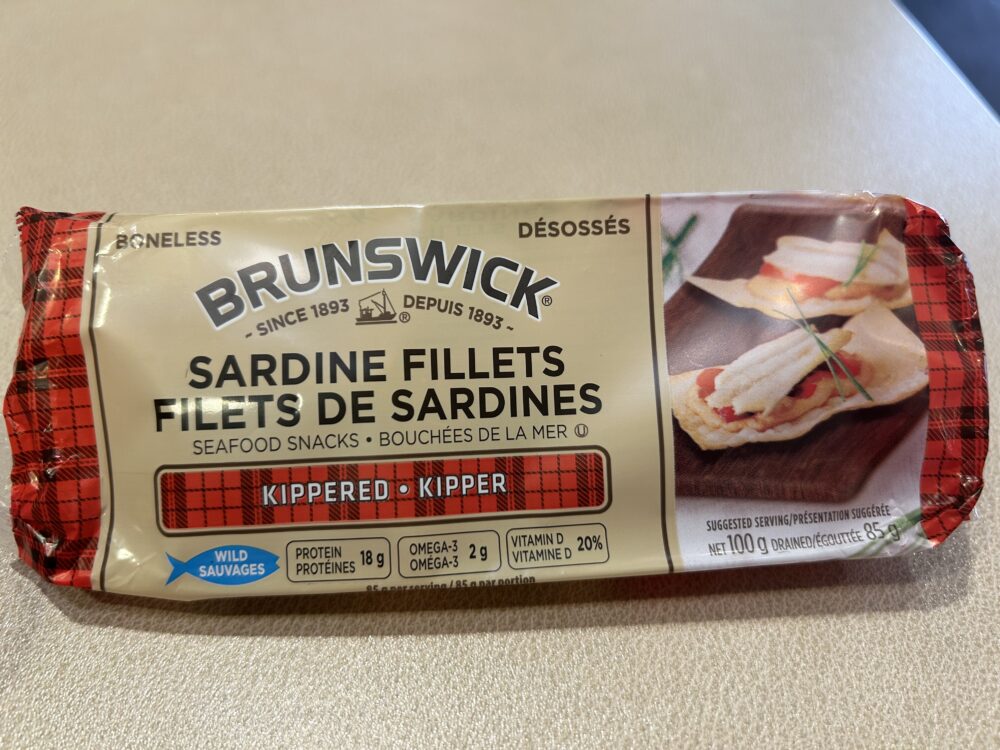 BONELESS
DÉSOSSÉS
BRUNSWICK®
- SINCE 1893 ® DEPUIS 1893 -
SARDINE FILLETS
FILETS DE SARDINES
SEAFOOD SNACKS • BOUCHÉES DE LA MER Ⓤ
KIPPERED • KIPPER
WILD
SAUVAGES
PROTEIN
PROTÉINES 18 g
OMEGA-3
OMÉGA-3 2 g
VITAMIN D
VITAMINE D 20%
85 g per serving / 85 g par portion
SUGGESTED SERVING/PRÉSENTATION SUGGÉRÉE
NET 100 g DRAINED/ÉGOUTTÉE 85 g